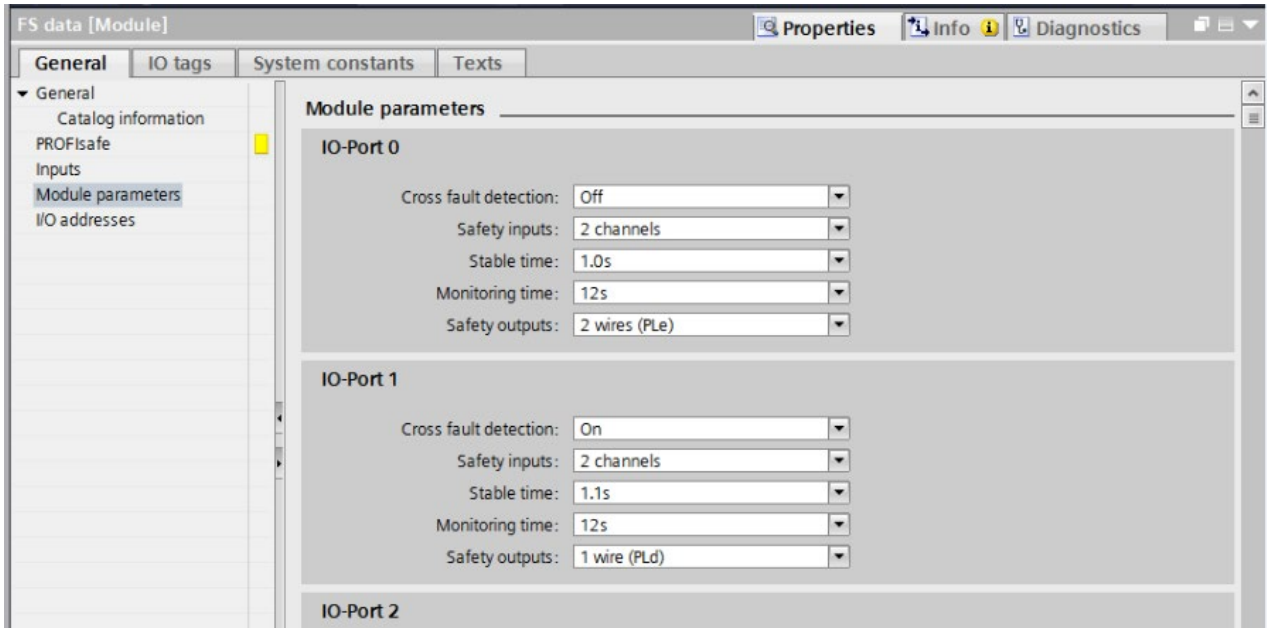 FS data [Module]
Properties
Info
Diagnostics
General
IO tags
System constants
Texts
General
Catalog information
PROFIsafe
Inputs
Module parameters
I/O addresses
Module parameters
IO-Port 0
Cross fault detection: Off
Safety inputs: 2 channels
Stable time: 1.0s
Monitoring time: 12s
Safety outputs: 2 wires (PLe)
IO-Port 1
Cross fault detection: On
Safety inputs: 2 channels
Stable time: 1.1s
Monitoring time: 12s
Safety outputs: 1 wire (PLd)
IO-Port 2